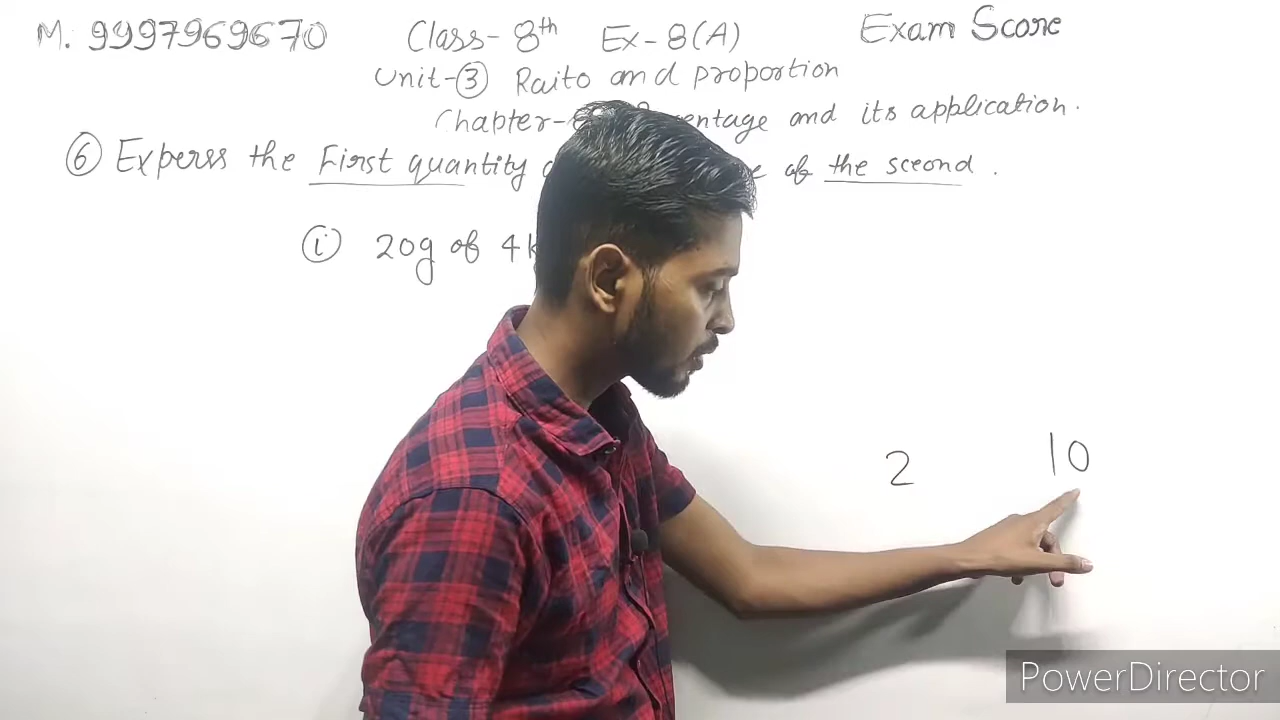 M. 9997969670 Class- 8th Ex- 8(A) Exam Score
Unit-③ Raito and proportion
Chapter- entage and its application.
⑥ Experss the First quantity of the sceond .
ⓘ 20g of 4k
2 10
PowerDirector